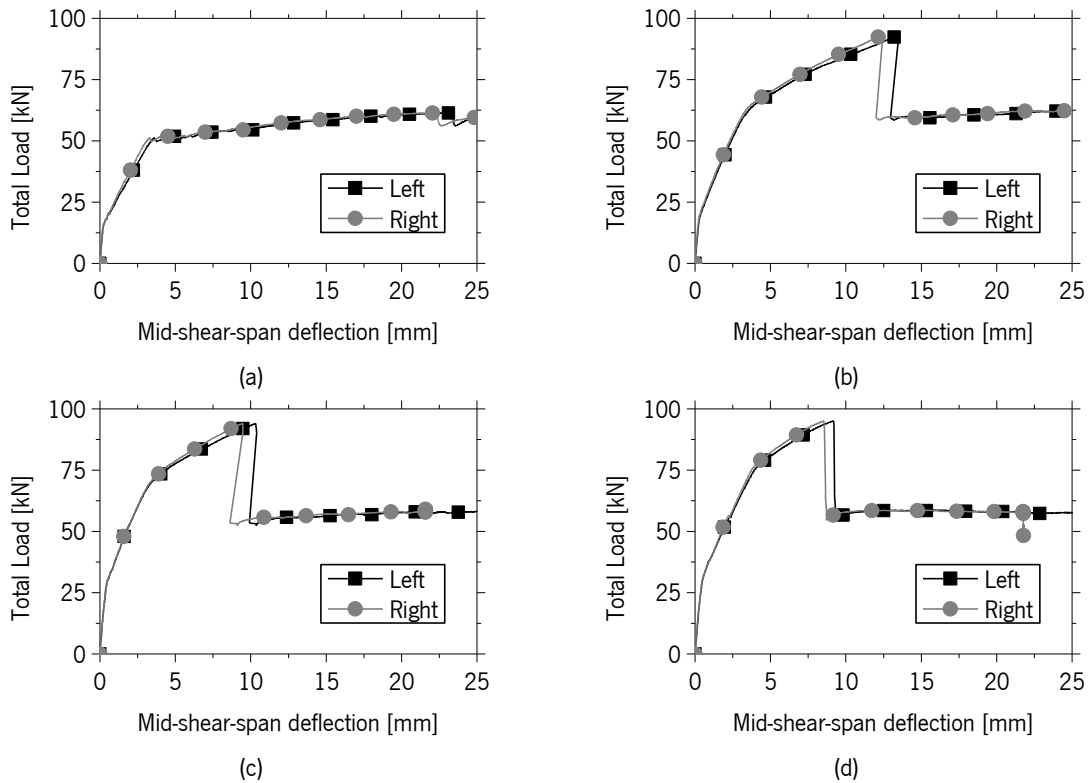 100
75
50
25
0
Total Load [kN]
Left
Right
0 5 10 15 20 25
Mid-shear-span deflection [mm]
(a)
100
75
50
25
0
Total Load [kN]
Left
Right
0 5 10 15 20 25
Mid-shear-span deflection [mm]
(b)
100
75
50
25
0
Total Load [kN]
Left
Right
0 5 10 15 20 25
Mid-shear-span deflection [mm]
(c)
100
75
50
25
0
Total Load [kN]
Left
Right
0 5 10 15 20 25
Mid-shear-span deflection [mm]
(d)